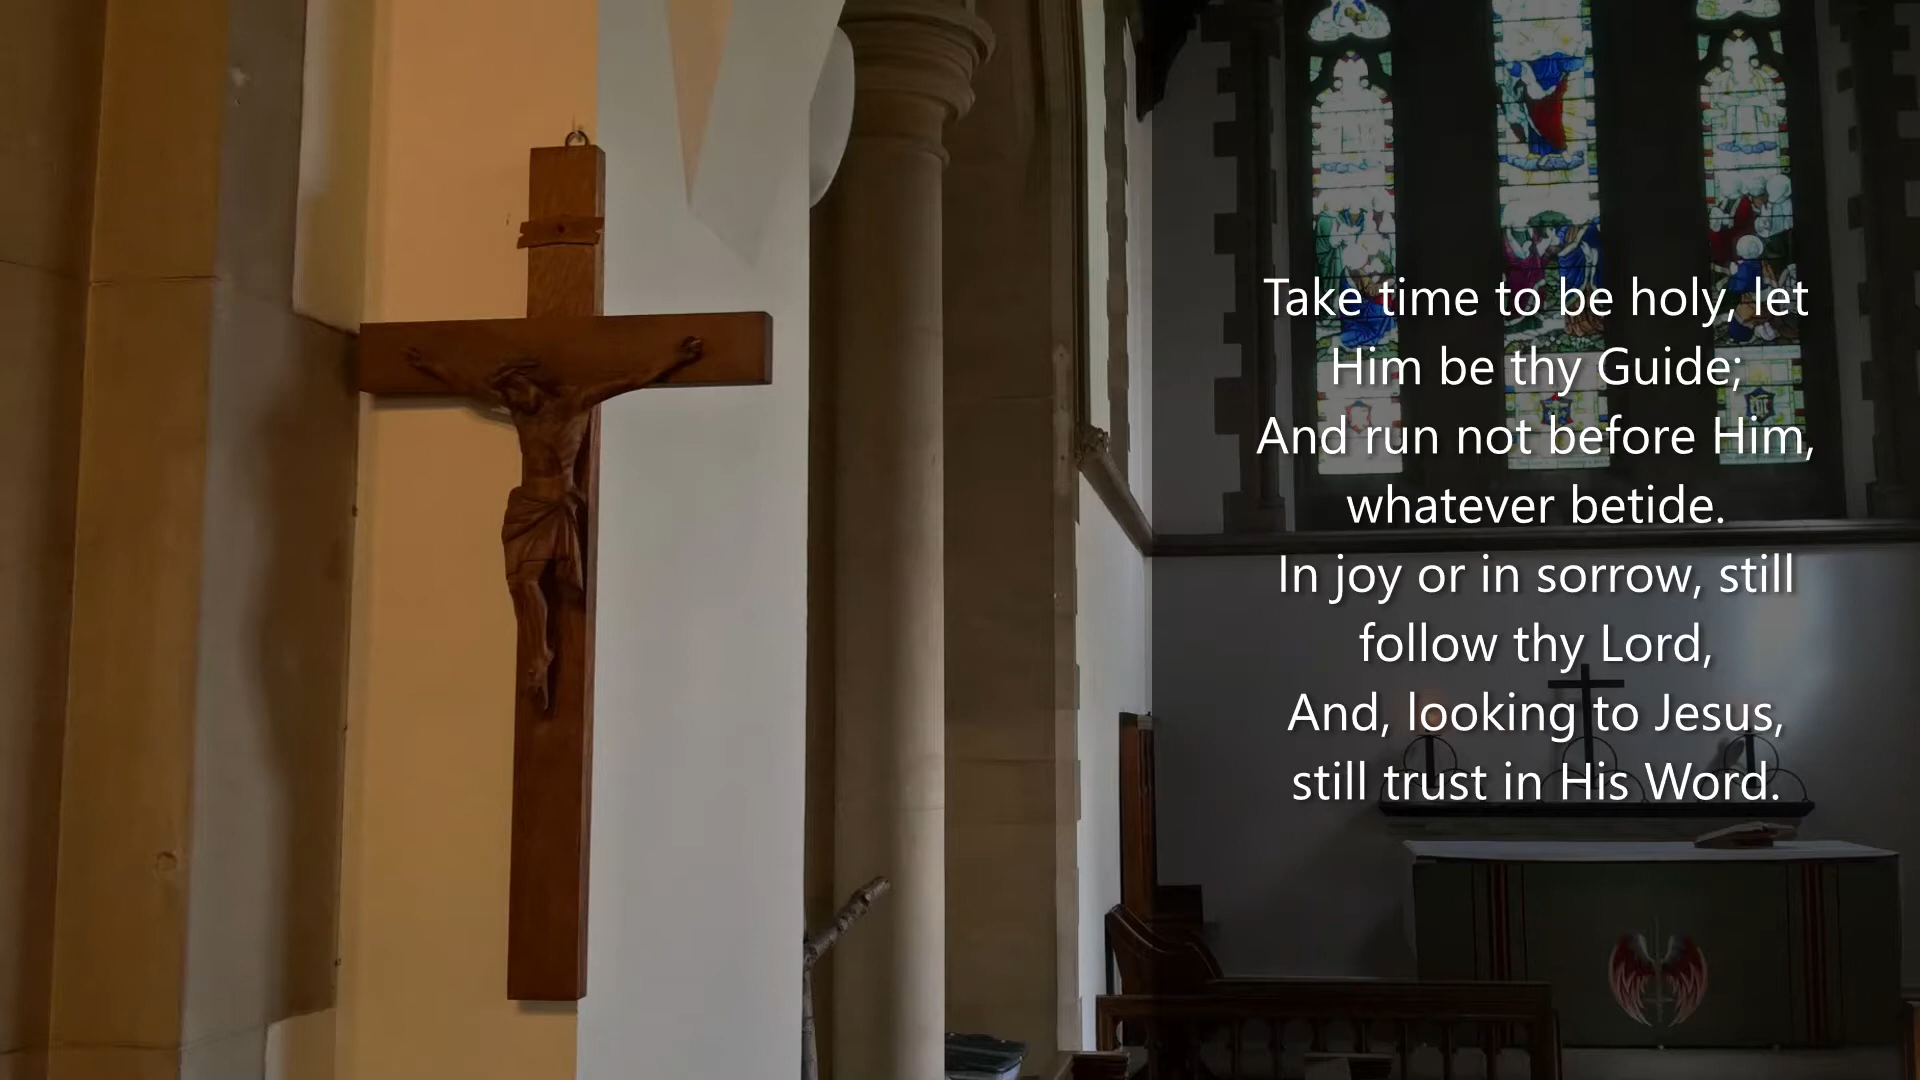 Take time to be holy, let
Him be thy Guide;
And run not before Him,
whatever betide.
In joy or in sorrow, still
follow thy Lord,
And, looking to Jesus,
still trust in His Word.